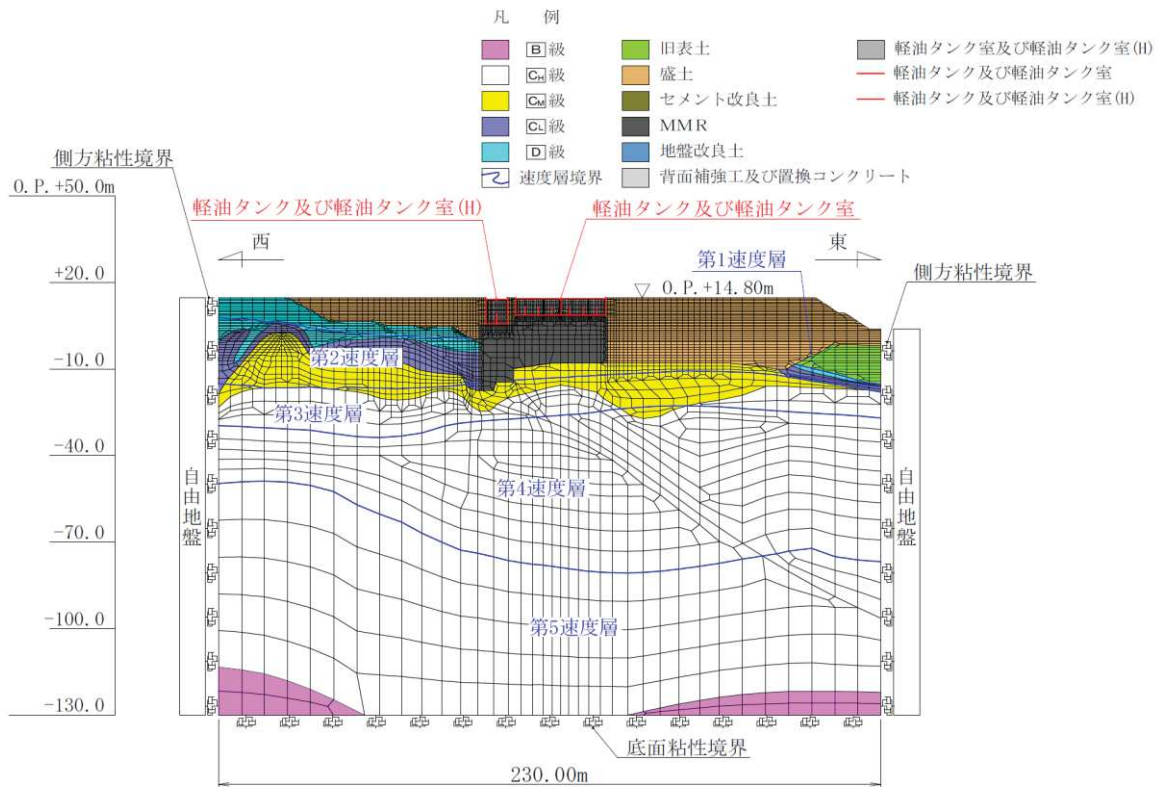 凡 例
B級
CH級
CM級
CL級
D級
速度層境界
旧表土
盛土
セメント改良土
MMR
地盤改良土
背面補強工及び置換コンクリート
軽油タンク室及び軽油タンク室(H)
軽油タンク及び軽油タンク室
軽油タンク及び軽油タンク室(H)
側方粘性境界
O.P.+50.0m
軽油タンク及び軽油タンク室(H)
軽油タンク及び軽油タンク室
西
東
第1速度層
側方粘性境界
+20.0
O.P.+14.80m
-10.0
第2速度層
第3速度層
-40.0
第4速度層
自由地盤
自由地盤
-70.0
-100.0
第5速度層
-130.0
底面粘性境界
230.00m